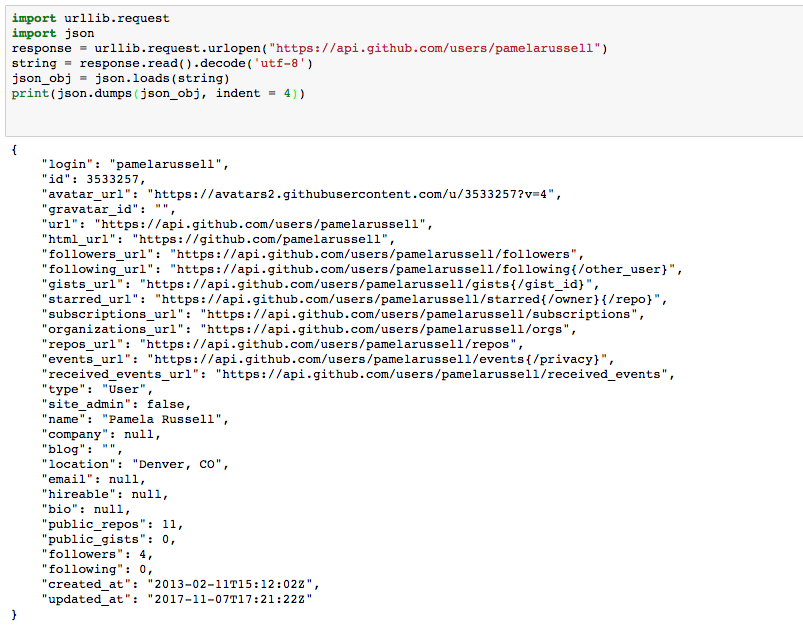 import urllib.request
import json
response = urllib.request.urlopen("https://api.github.com/users/pamelarussell")
string = response.read().decode('utf-8')
json_obj = json.loads(string)
print(json.dumps(json_obj, indent = 4))
{
    "login": "pamelarussell",
    "id": 3533257,
    "avatar_url": "https://avatars2.githubusercontent.com/u/3533257?v=4",
    "gravatar_id": "",
    "url": "https://api.github.com/users/pamelarussell",
    "html_url": "https://github.com/pamelarussell",
    "followers_url": "https://api.github.com/users/pamelarussell/followers",
    "following_url": "https://api.github.com/users/pamelarussell/following{/other_user}",
    "gists_url": "https://api.github.com/users/pamelarussell/gists{/gist_id}",
    "starred_url": "https://api.github.com/users/pamelarussell/starred{/owner}{/repo}",
    "subscriptions_url": "https://api.github.com/users/pamelarussell/subscriptions",
    "organizations_url": "https://api.github.com/users/pamelarussell/orgs",
    "repos_url": "https://api.github.com/users/pamelarussell/repos",
    "events_url": "https://api.github.com/users/pamelarussell/events{/privacy}",
    "received_events_url": "https://api.github.com/users/pamelarussell/received_events",
    "type": "User",
    "site_admin": false,
    "name": "Pamela Russell",
    "company": null,
    "blog": "",
    "location": "Denver, CO",
    "email": null,
    "hireable": null,
    "bio": null,
    "public_repos": 11,
    "public_gists": 0,
    "followers": 4,
    "following": 0,
    "created_at": "2013-02-11T15:12:02Z",
    "updated_at": "2017-11-07T17:21:22Z"
}